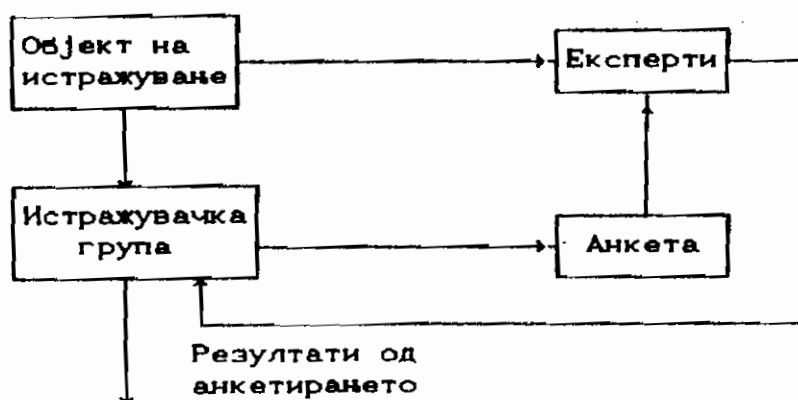 Објект на
истражување
Експерти
Истражувачка
група
Анкета
Резултати од
анкетирањето